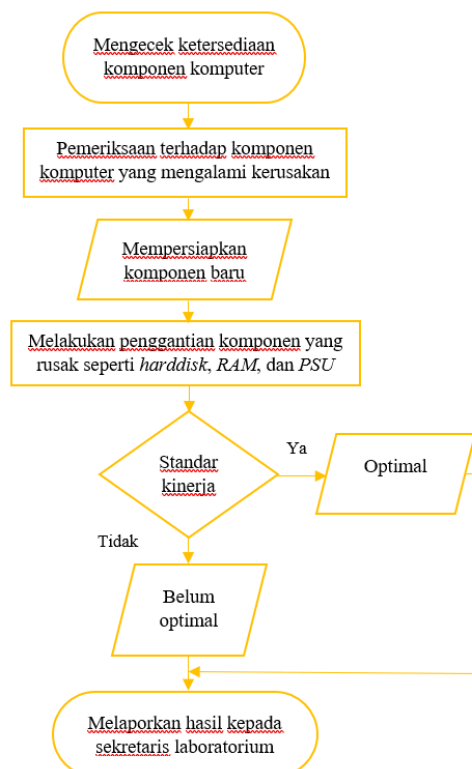 Mengecek ketersediaan
komponen komputer
Pemeriksaan terhadap komponen
komputer yang mengalami kerusakan
Mempersiapkan
komponen baru
Melakukan penggantian komponen yang
rusak seperti harddisk, RAM, dan PSU
Standar
kinerja
Ya
Optimal
Tidak
Belum
optimal
Melaporkan hasil kepada
sekretaris laboratorium